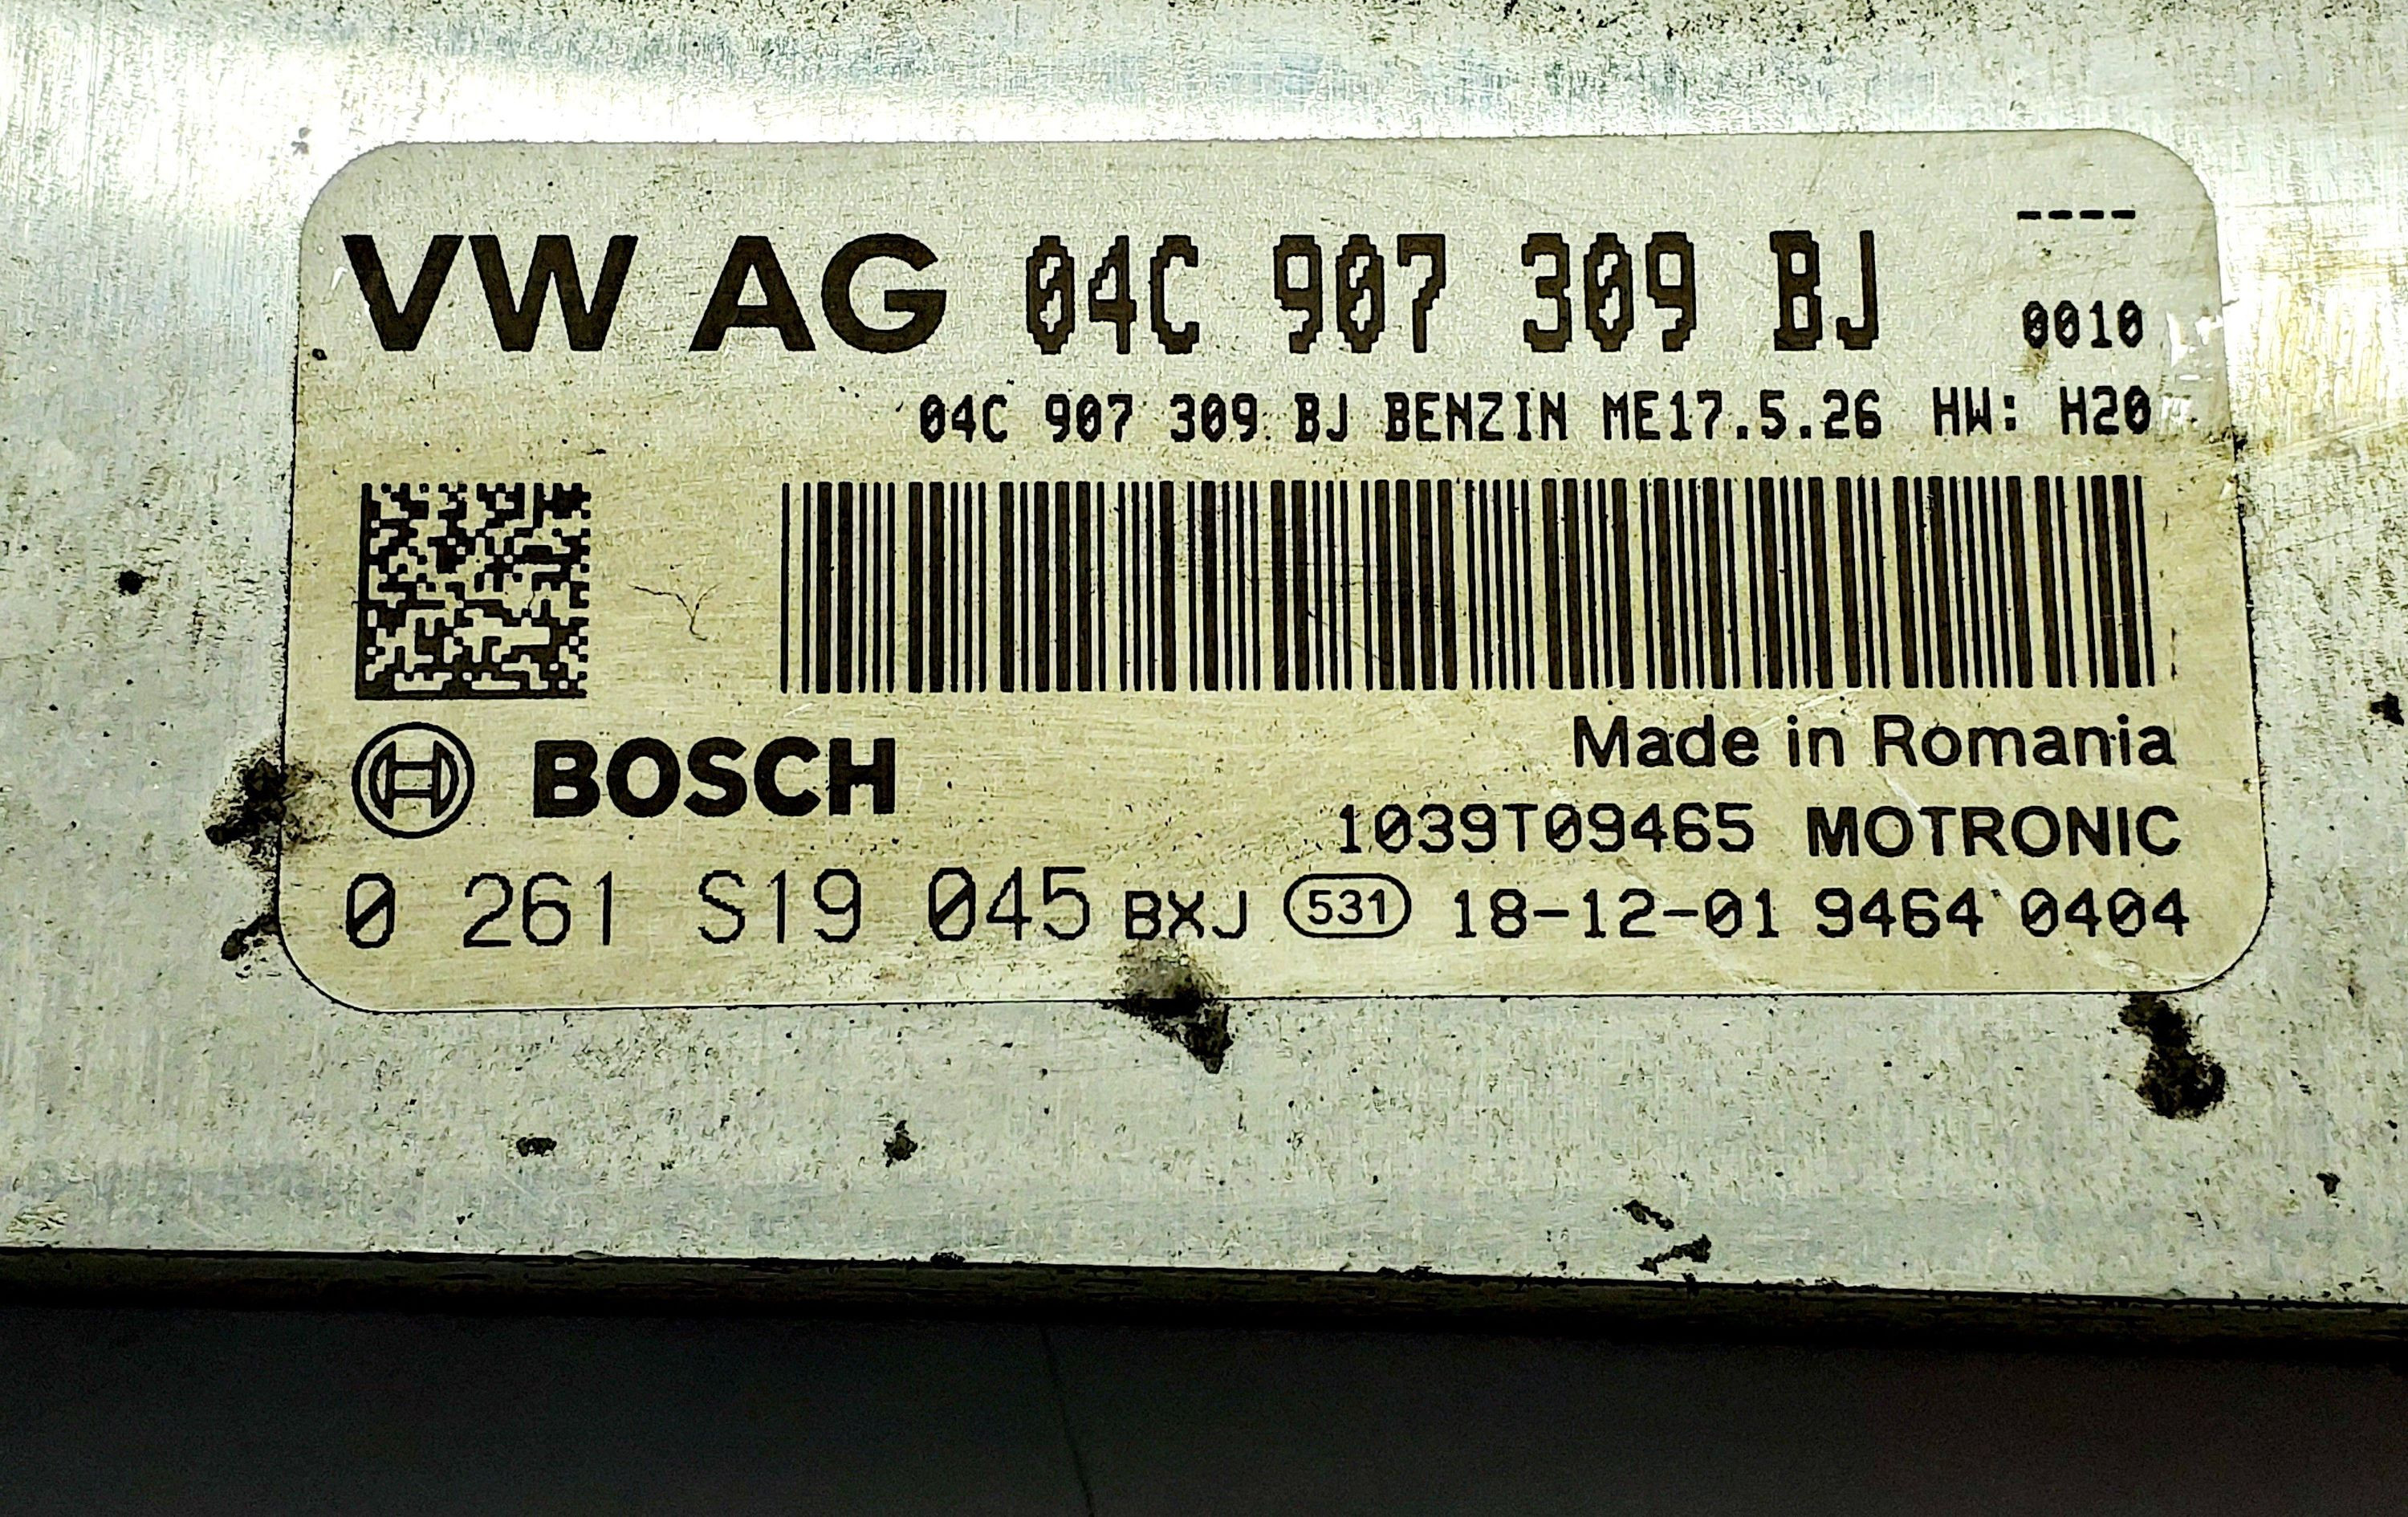 ----
VW AG 04C 907 309 BJ 0010
04C 907 309 BJ BENZIN ME17.5.26 HW: H20
Made in Romania
BOSCH
1039T09465 MOTRONIC
0 261 S19 045 BXJ 531 18-12-01 9464 0404